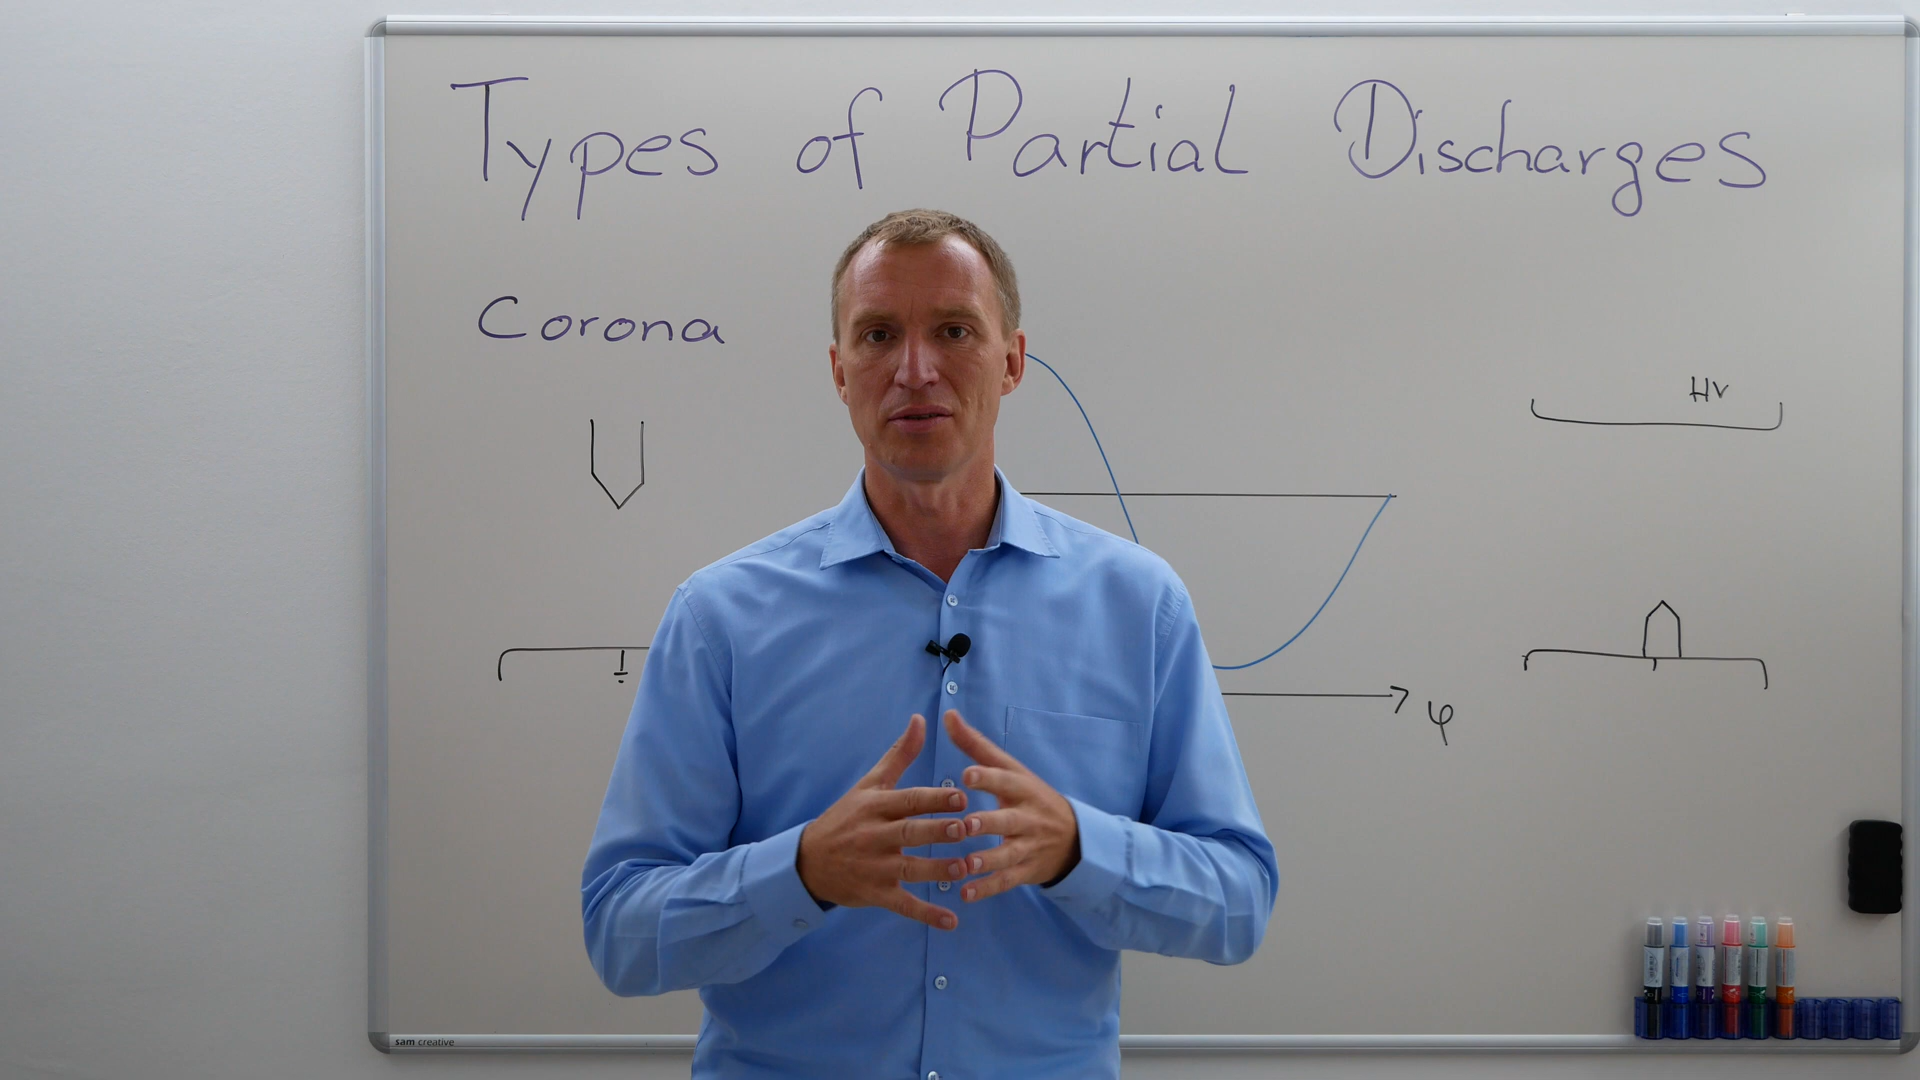 Types of Partial Discharges
Corona
HV
φ
sam creative